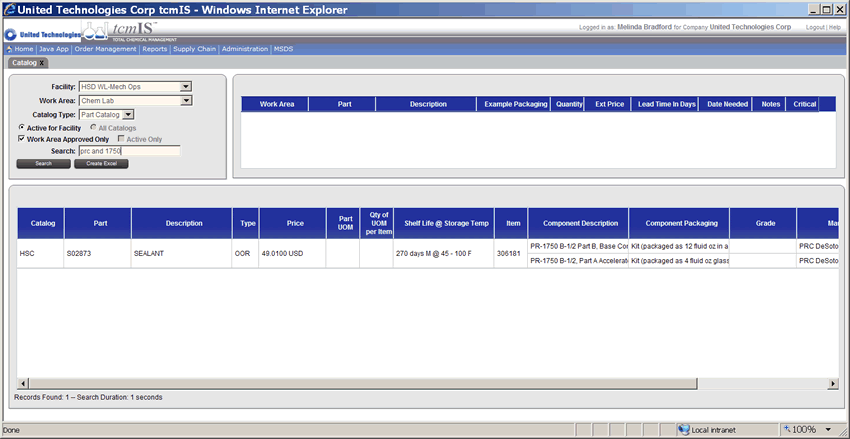 United Technologies Corp tcmIS - Windows Internet Explorer
United Technologies
tcmIS™
TOTAL CHEMICAL MANAGEMENT
Logged in as: Melinda Bradford for Company United Technologies Corp
Logout | Help
Home | Java App | Order Management | Reports | Supply Chain | Administration | MSDS
Catalog X
Facility: HSD WL-Mech Ops
Work Area: Chem Lab
Catalog Type: Part Catalog
Active for Facility All Catalogs
Work Area Approved Only Active Only
Search: prc and 1750
Search Create Excel
Work Area Part Description Example Packaging Quantity Ext Price Lead Time In Days Date Needed Notes Critical
Catalog Part Description Type Price Part UOM Qty of UOM per Item Shelf Life @ Storage Temp Item Component Description Component Packaging Grade Ma
HSC S02873 SEALANT OOR 49.0100 USD 270 days M @ 45 - 100 F 306181
PR-1750 B-1/2 Part B, Base Cor Kit (packaged as 12 fluid oz in a PRC DeSoto
PR-1750 B-1/2, Part A Accelerato Kit (packaged as 4 fluid oz glass PRC DeSoto
Records Found: 1 -- Search Duration: 1 seconds
Done
Local intranet
100%